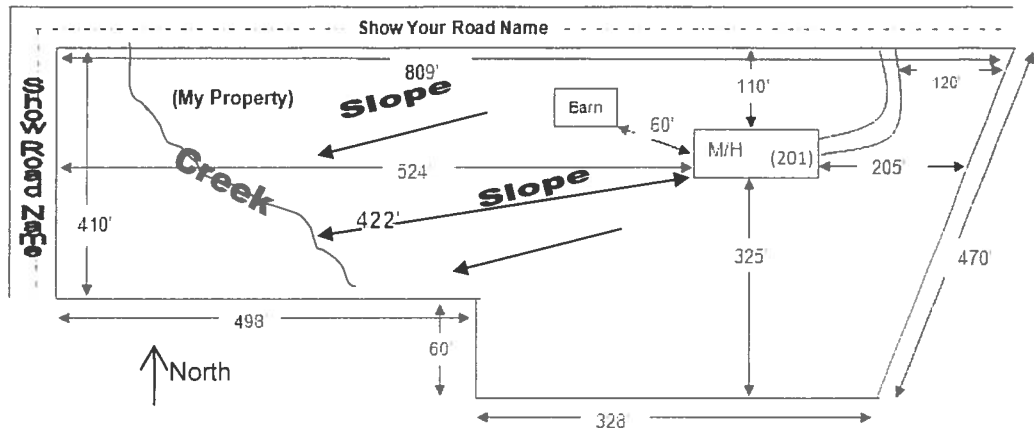 Show Your Road Name
809'
120'
(My Property)
Slope
110'
Barn
60'
M/H
(201)
Show Road Name
Creek
524
205'
Slope
410'
422'
325'
470'
498'
60'
North
328'